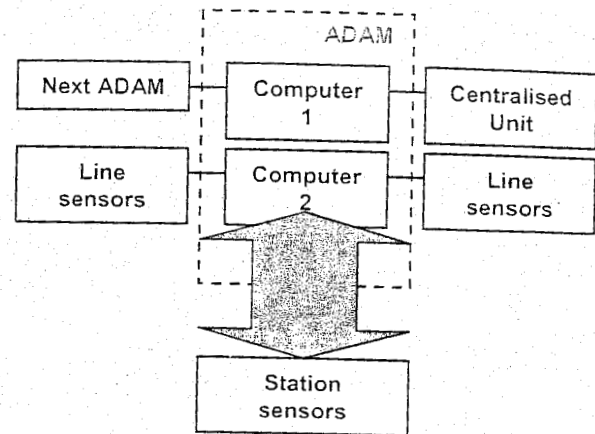 ADAM
Next ADAM
Computer
1
Centralised
Unit
Line
sensors
Computer
2
Line
sensors
Station
sensors